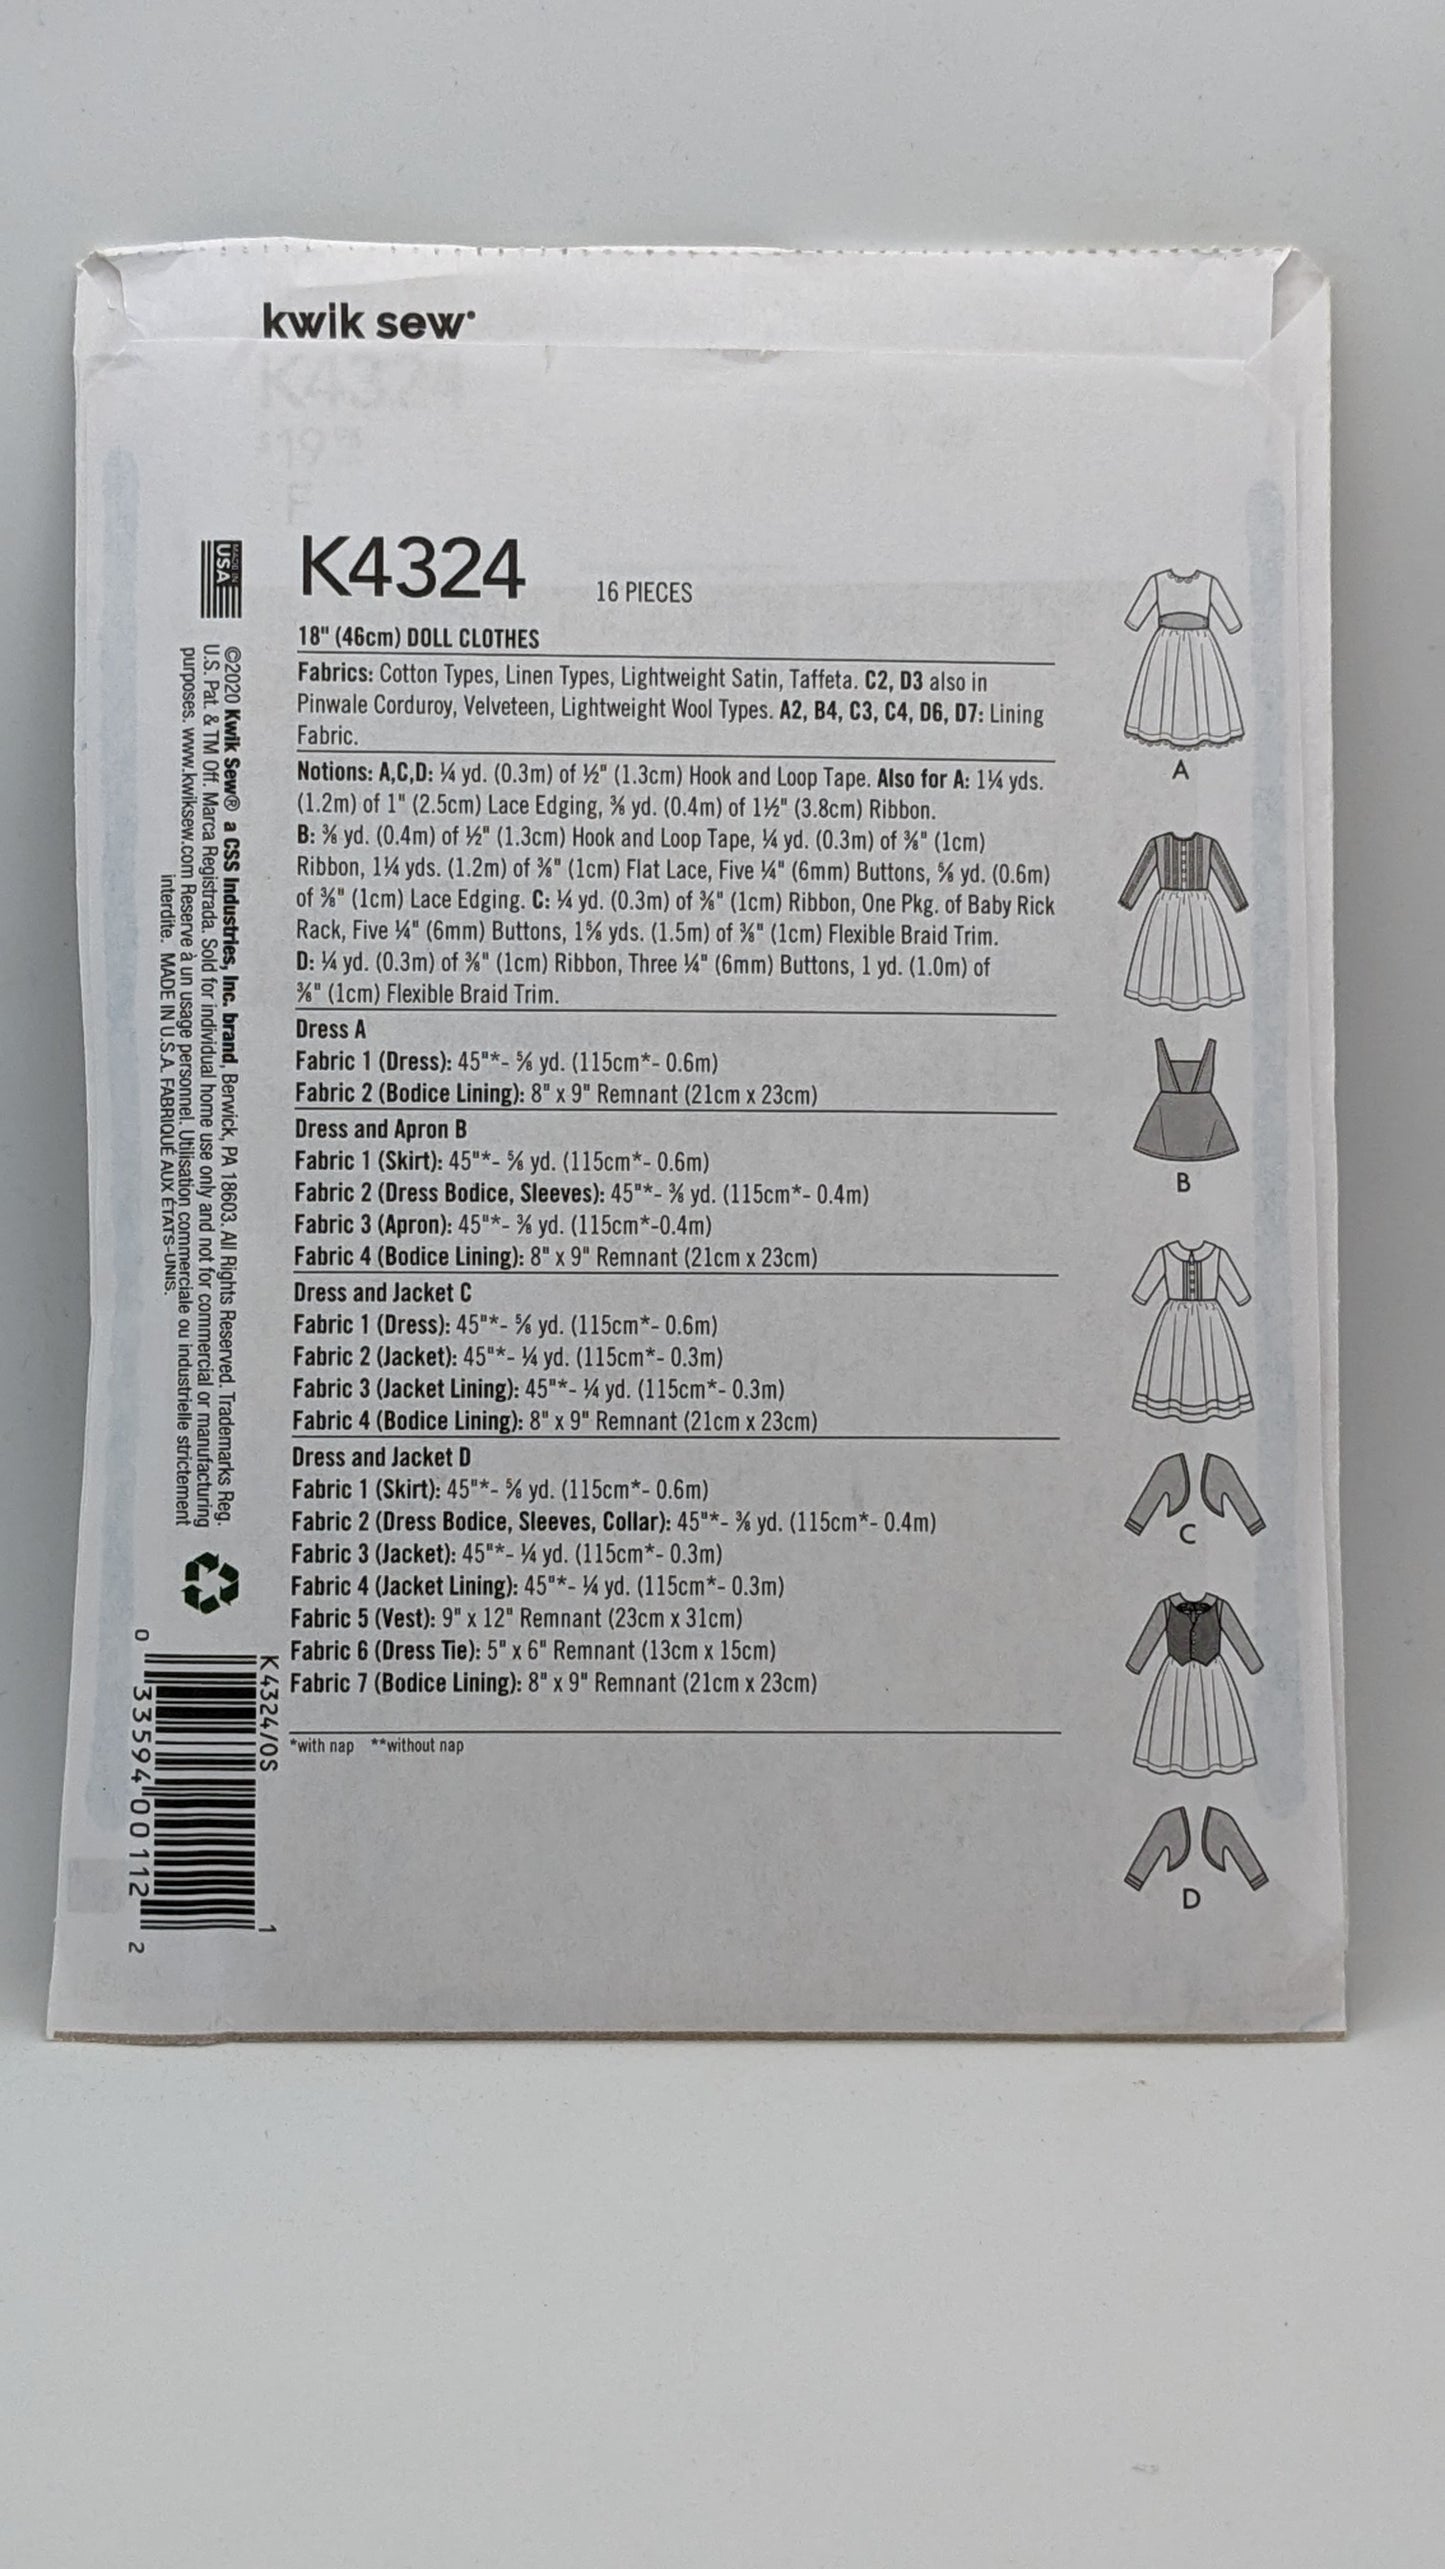 kwik sew®
K4324
$19.95
F
K4324 16 PIECES
18" (46cm) DOLL CLOTHES
Fabrics: Cotton Types, Linen Types, Lightweight Satin, Taffeta. C2, D3 also in
Pinwale Corduroy, Velveteen, Lightweight Wool Types. A2, B4, C3, C4, D6, D7: Lining
Fabric.
Notions: A,C,D: ¼ yd. (0.3m) of ½" (1.3cm) Hook and Loop Tape. Also for A: 1¼ yds.
(1.2m) of 1" (2.5cm) Lace Edging, ⅜ yd. (0.4m) of 1½" (3.8cm) Ribbon.
B: ⅜ yd. (0.4m) of ½" (1.3cm) Hook and Loop Tape, ¼ yd. (0.3m) of ⅜" (1cm)
Ribbon, 1¼ yds. (1.2m) of ⅜" (1cm) Flat Lace, Five ¼" (6mm) Buttons, ⅝ yd. (0.6m)
of ⅜" (1cm) Lace Edging. C: ¼ yd. (0.3m) of ⅜" (1cm) Ribbon, One Pkg. of Baby Rick
Rack, Five ¼" (6mm) Buttons, 1⅝ yds. (1.5m) of ⅜" (1cm) Flexible Braid Trim.
D: ¼ yd. (0.3m) of ⅜" (1cm) Ribbon, Three ¼" (6mm) Buttons, 1 yd. (1.0m) of
⅜" (1cm) Flexible Braid Trim.
Dress A
Fabric 1 (Dress): 45"*- ⅝ yd. (115cm*- 0.6m)
Fabric 2 (Bodice Lining): 8" x 9" Remnant (21cm x 23cm)
Dress and Apron B
Fabric 1 (Skirt): 45"*- ⅝ yd. (115cm*- 0.6m)
Fabric 2 (Dress Bodice, Sleeves): 45"*- ⅜ yd. (115cm*- 0.4m)
Fabric 3 (Apron): 45"*- ⅜ yd. (115cm*-0.4m)
Fabric 4 (Bodice Lining): 8" x 9" Remnant (21cm x 23cm)
Dress and Jacket C
Fabric 1 (Dress): 45"*- ⅝ yd. (115cm*- 0.6m)
Fabric 2 (Jacket): 45"*- ¼ yd. (115cm*- 0.3m)
Fabric 3 (Jacket Lining): 45"*- ¼ yd. (115cm*- 0.3m)
Fabric 4 (Bodice Lining): 8" x 9" Remnant (21cm x 23cm)
Dress and Jacket D
Fabric 1 (Skirt): 45"*- ⅝ yd. (115cm*- 0.6m)
Fabric 2 (Dress Bodice, Sleeves, Collar): 45"*- ⅜ yd. (115cm*- 0.4m)
Fabric 3 (Jacket): 45"*- ¼ yd. (115cm*- 0.3m)
Fabric 4 (Jacket Lining): 45"*- ¼ yd. (115cm*- 0.3m)
Fabric 5 (Vest): 9" x 12" Remnant (23cm x 31cm)
Fabric 6 (Dress Tie): 5" x 6" Remnant (13cm x 15cm)
Fabric 7 (Bodice Lining): 8" x 9" Remnant (21cm x 23cm)
*with nap **without nap
A
B
C
D
MADE IN
USA
©2020 Kwik Sew® a CSS Industries, Inc. brand, Berwick, PA 18603. All Rights Reserved. Trademarks Reg.
U.S. Pat. & TM Off. Marca Registrada. Sold for individual home use only and not for commercial or manufacturing
purposes. www.kwiksew.com Reserve à un usage personnel. Utilisation commerciale ou industrielle strictement
interdite. MADE IN U.S.A. FABRIQUÉ AUX ÉTATS-UNIS.
K4324/OS 1
0 33594 00112 2